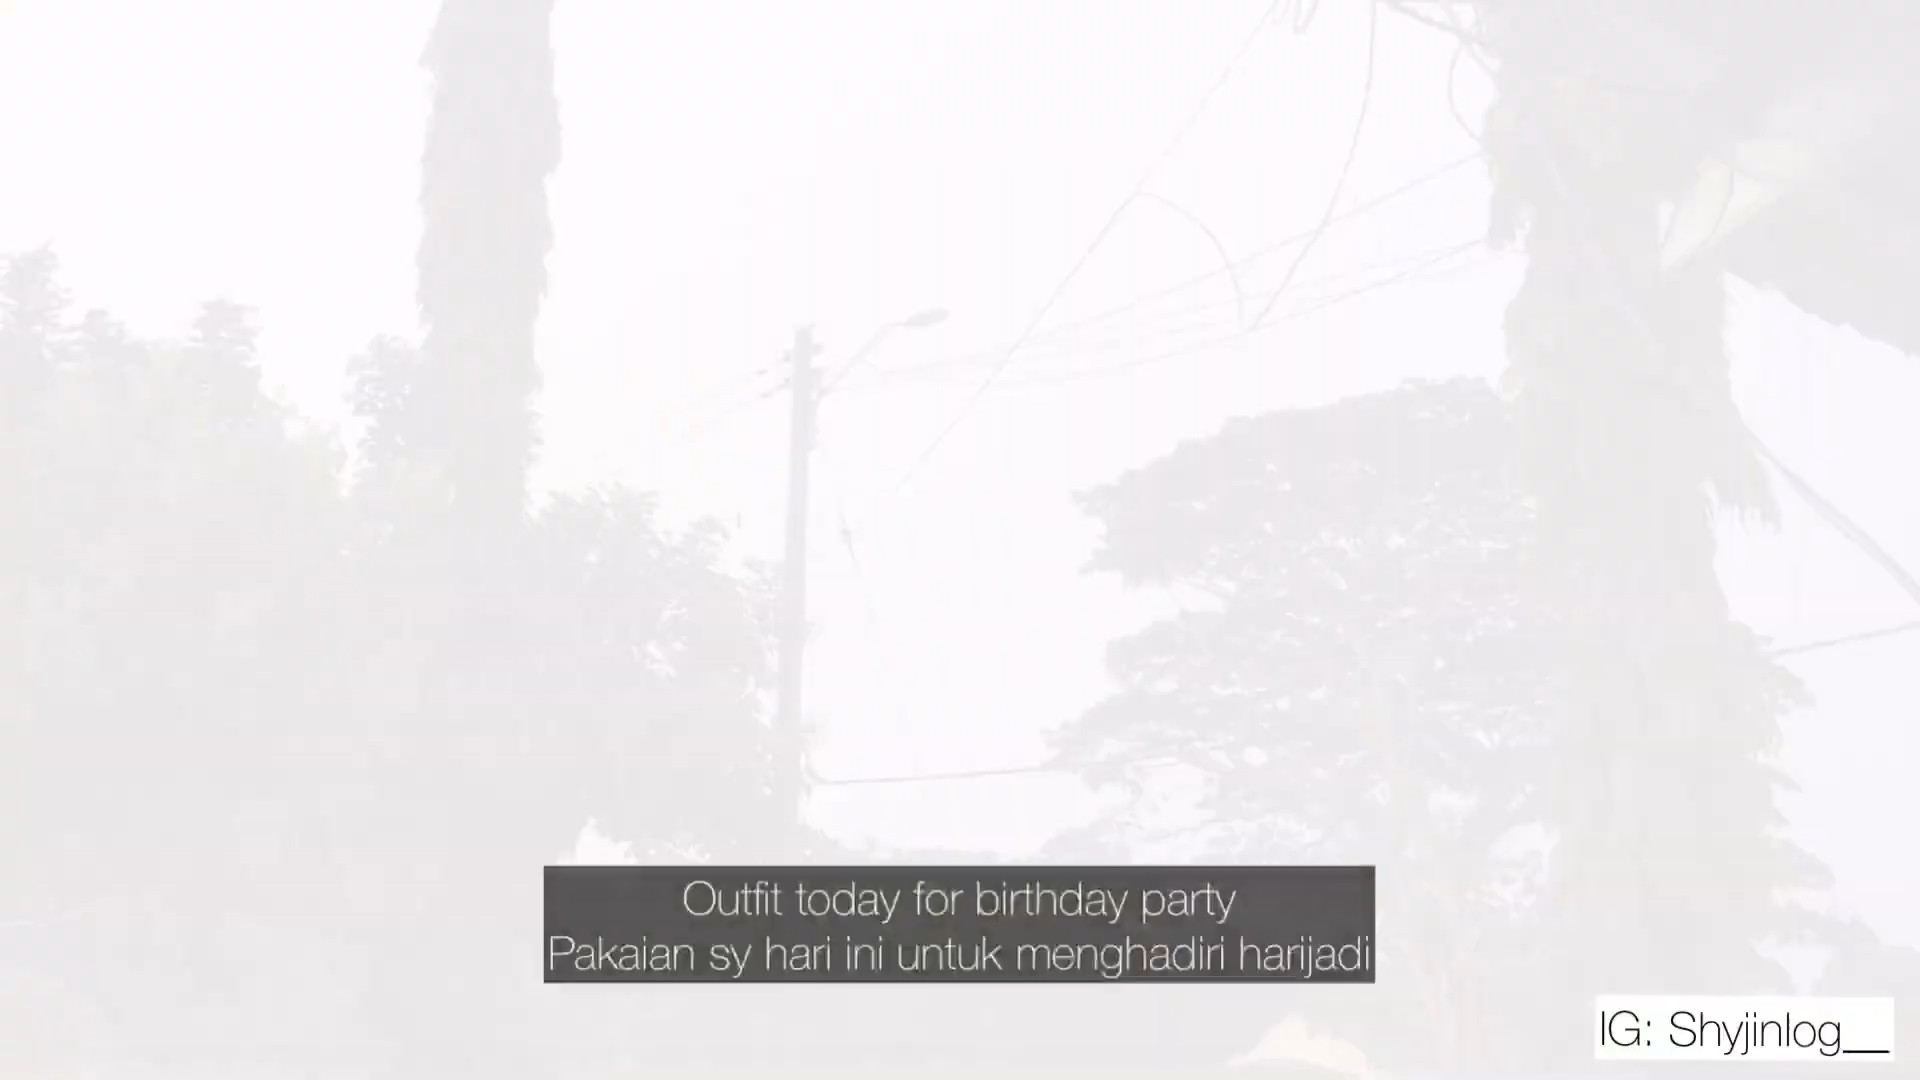 Outfit today for birthday party
Pakaian sy hari ini untuk menghadiri harijadi
IG: Shyjinlog__